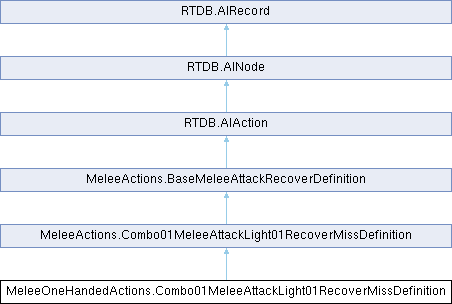 RTDB.AIRecord
RTDB.AINode
RTDB.AIAction
MeleeActions.BaseMeleeAttackRecoverDefinition
MeleeActions.Combo01MeleeAttackLight01RecoverMissDefinition
MeleeOneHandedActions.Combo01MeleeAttackLight01RecoverMissDefinition